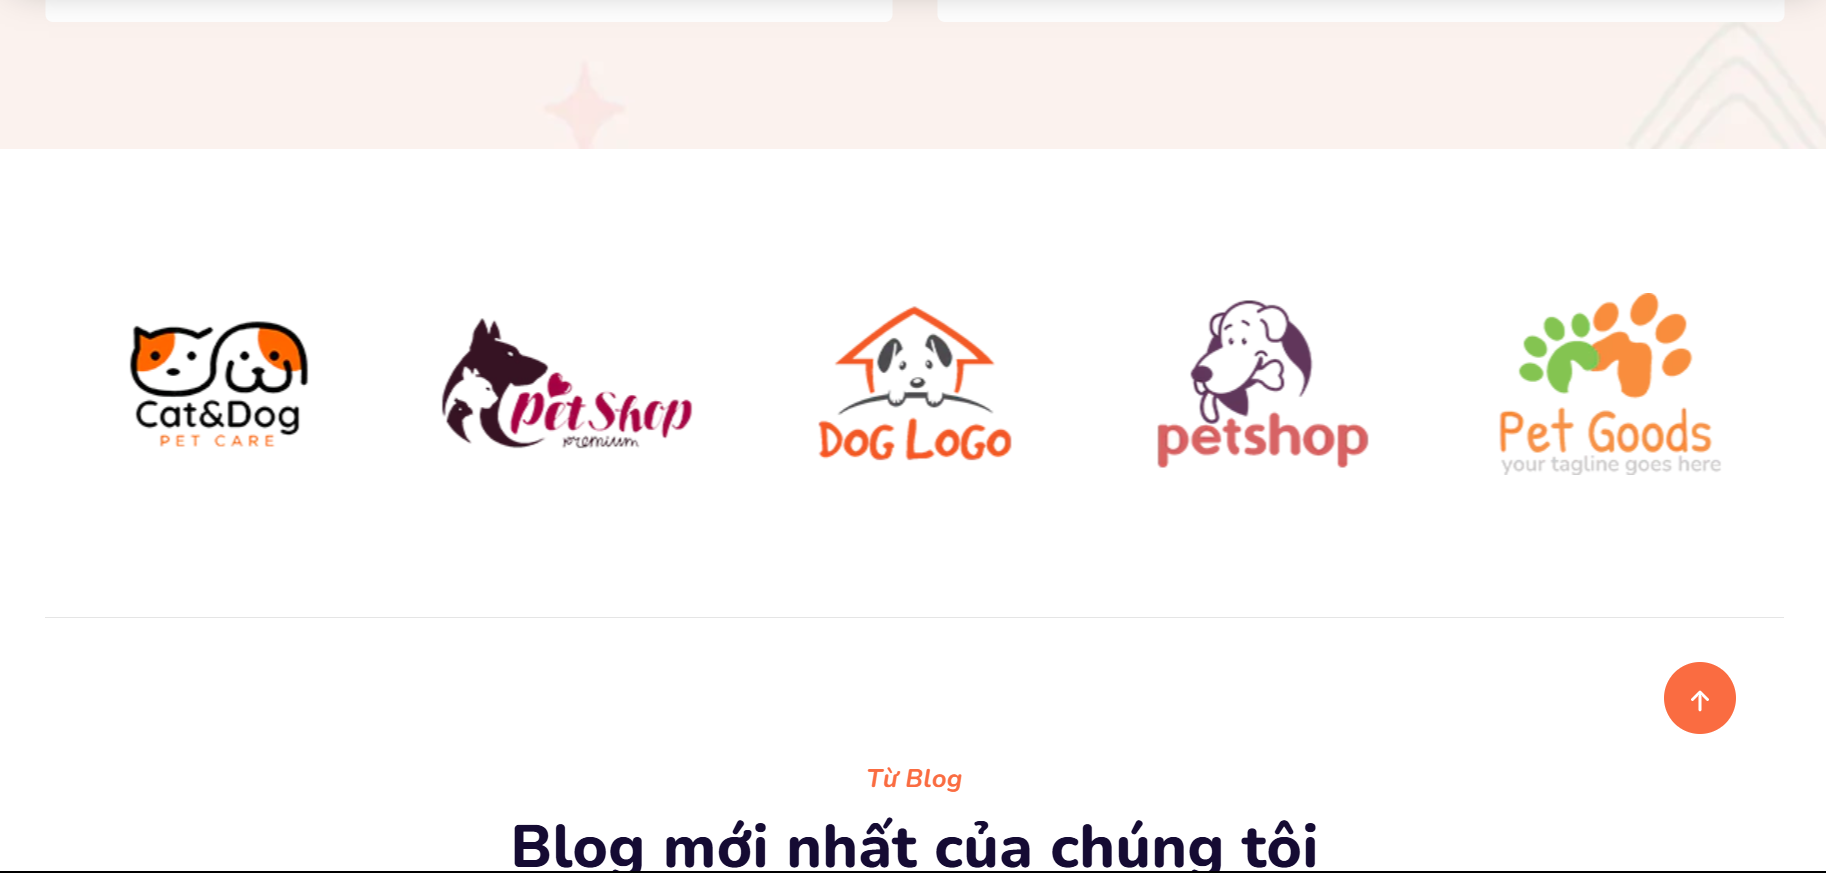 Cat&Dog
PET CARE
Pet Shop
premium
DOG LOGO
petshop
Pet Goods
your tagline goes here
Từ Blog
Blog mới nhất của chúng tôi